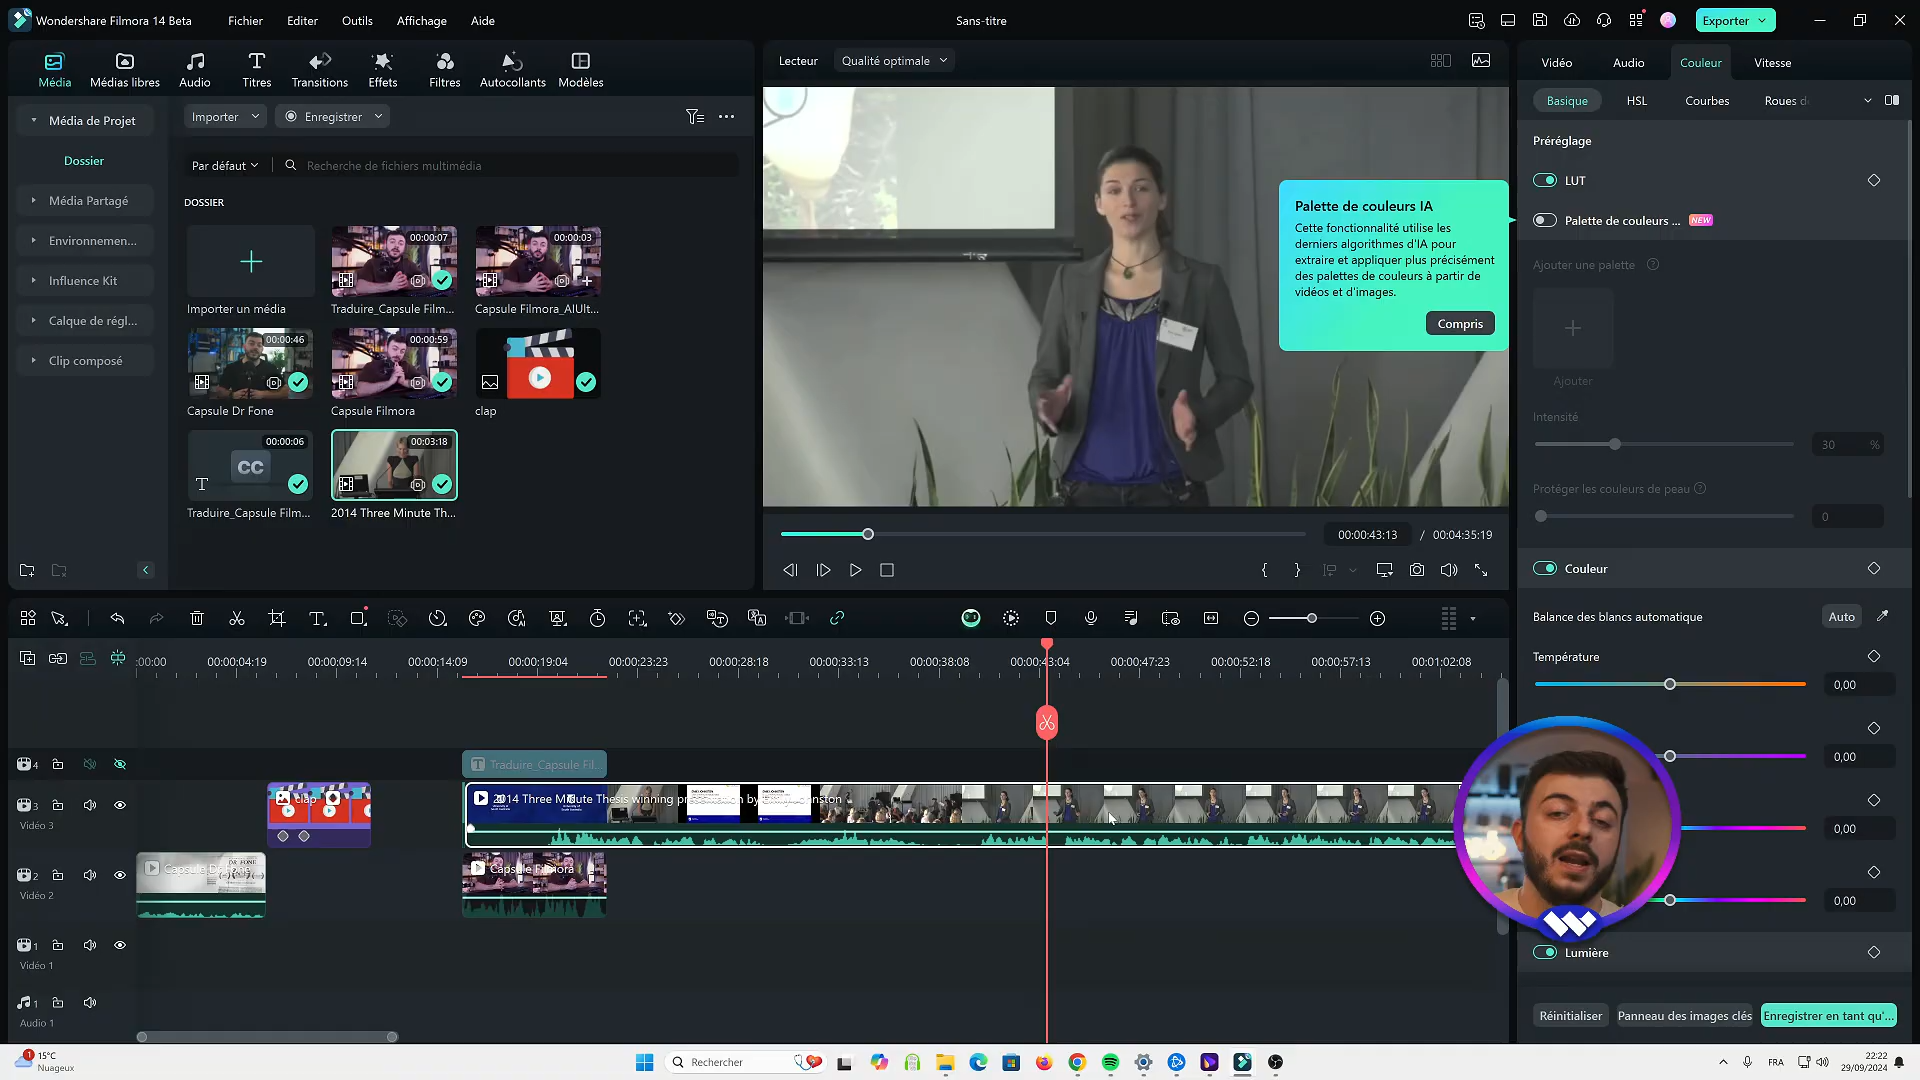 Wondershare Filmora 14 Beta
Fichier
Editer
Outils
Affichage
Aide
Sans-titre
Exporter
Média
Médias libres
Audio
Titres
Transitions
Effets
Filtres
Autocollants
Modèles
Lecteur
Qualité optimale
Vidéo
Audio
Couleur
Vitesse
Basique
HSL
Courbes
Roues d
Média de Projet
Dossier
Média Partagé
Environnemen...
Influence Kit
Calque de régl...
Clip composé
Importer
Enregistrer
Par défaut
Recherche de fichiers multimédia
DOSSIER
Importer un média
00:00:07
Traduire_Capsule Film...
00:00:03
Capsule Filmora_AIUlt...
00:00:46
Capsule Dr Fone
00:00:59
Capsule Filmora
clap
00:00:06
CC
T
Traduire_Capsule Film...
00:03:18
2014 Three Minute Th...
Palette de couleurs IA
Cette fonctionnalité utilise les
derniers algorithmes d'IA pour
extraire et appliquer plus précisément
des palettes de couleurs à partir de
vidéos et d'images.
Compris
00:00:43:13 / 00:04:35:19
Préréglage
LUT
Palette de couleurs ... NEW
Ajouter une palette
Ajouter
Intensité
30 %
Protéger les couleurs de peau
0
Couleur
Balance des blancs automatique
Auto
Température
0,00
0,00
0,00
0,00
Lumière
Réinitialiser
Panneau des images clés
Enregistrer en tant qu'...
:00:00
00:00:04:19
00:00:09:14
00:00:14:09
00:00:19:04
00:00:23:23
00:00:28:18
00:00:33:13
00:00:38:08
00:00:43:04
00:00:47:23
00:00:52:18
00:00:57:13
00:01:02:08
4
Traduire_Capsule Fil...
3
Vidéo 3
clap
2014 Three Minute Thesis winning presentation by Emily Johnston
2
Vidéo 2
Capsule Dr Fone
DR FONE
Capsule Filmora
1
Vidéo 1
1
Audio 1
1
15°C
Nuageux
Rechercher
FRA
22:22
29/09/2024